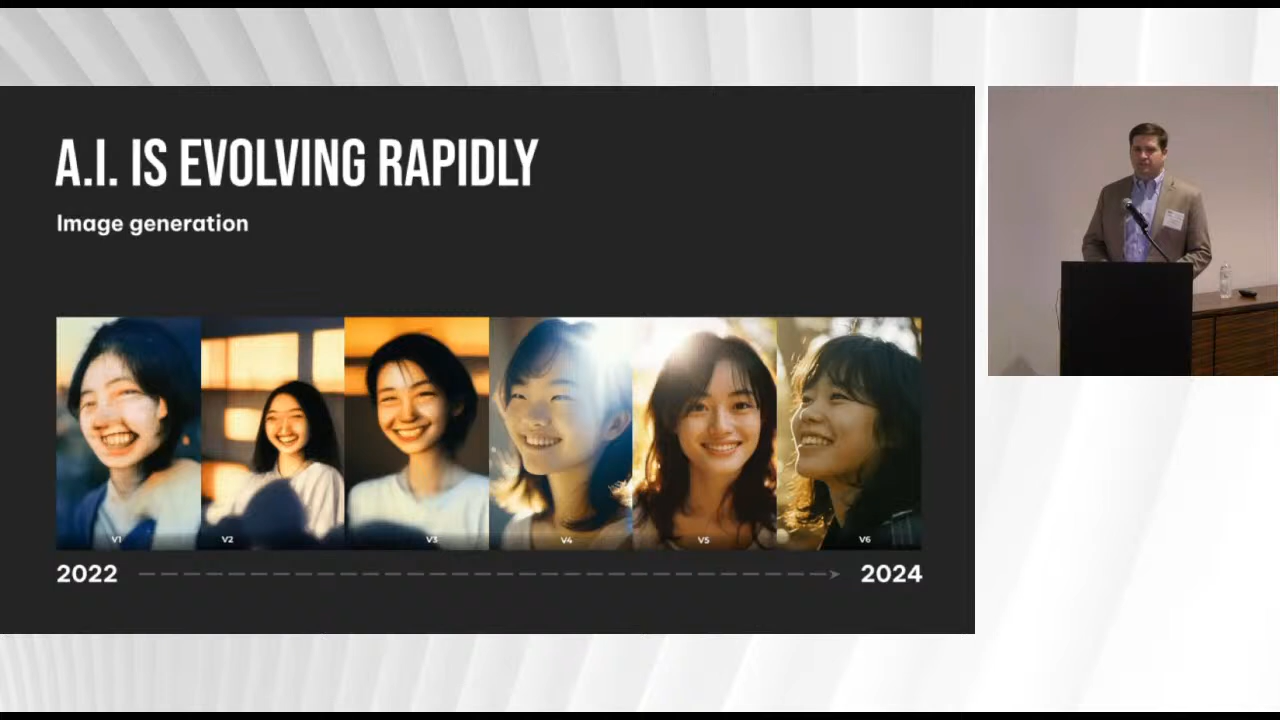 A.I. IS EVOLVING RAPIDLY
Image generation
V1 V2 V3 V4 V5 V6
2022 2024